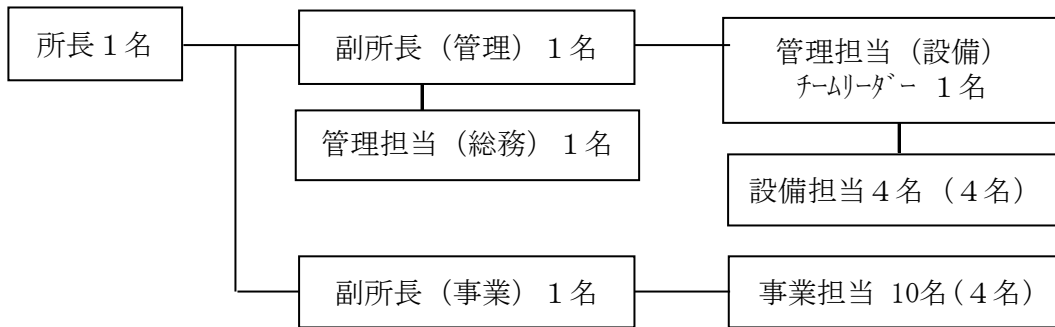 所長１名
副所長（管理）１名
管理担当（設備）
ﾁｰﾑﾘｰﾀﾞｰ １名
管理担当（総務）１名
設備担当４名（４名）
副所長（事業）１名
事業担当 10名(４名)